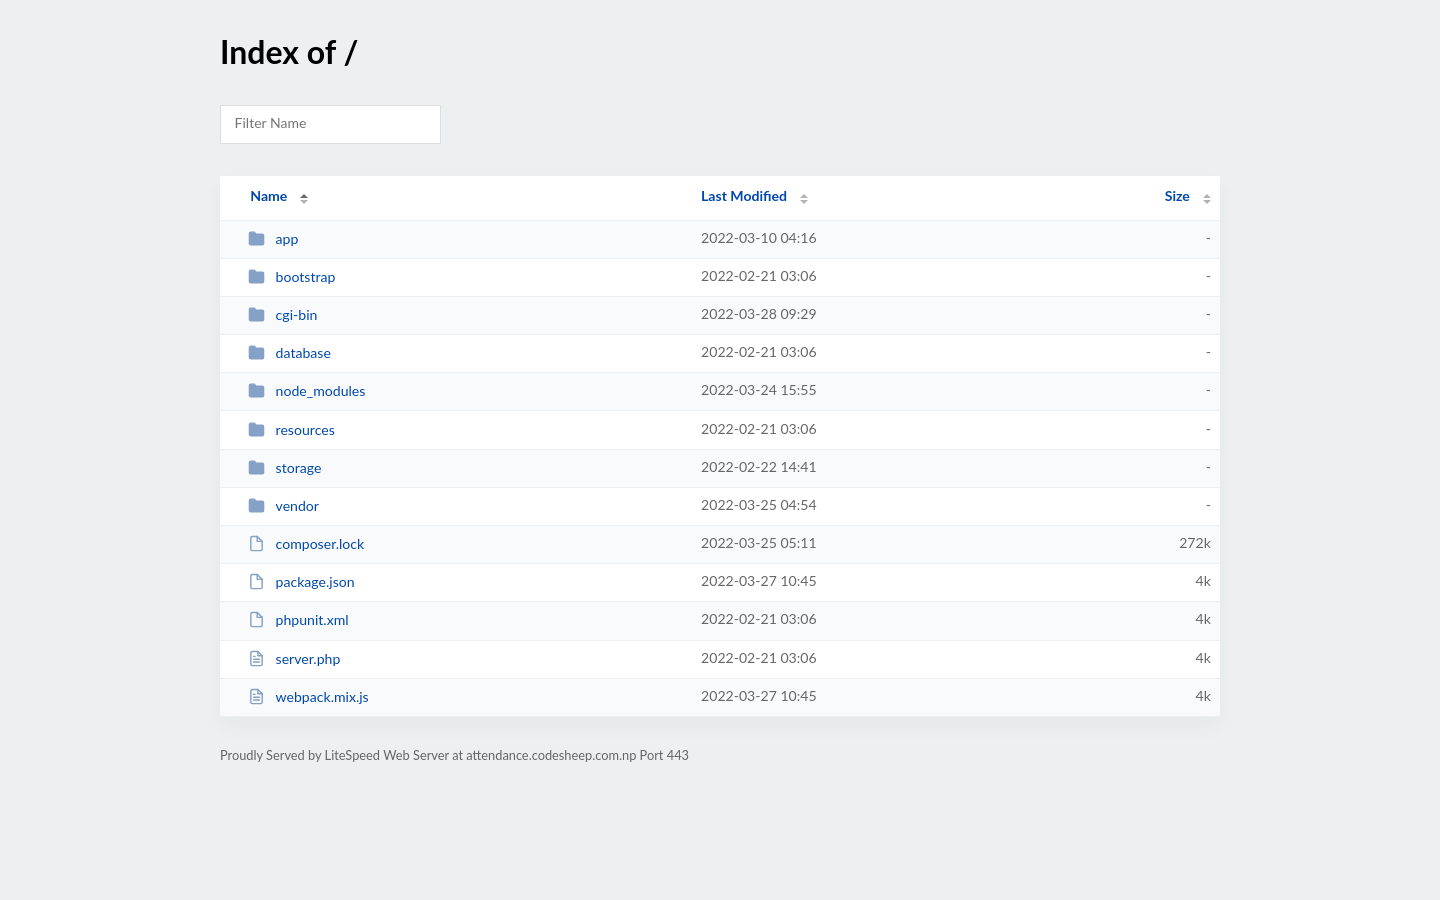 Index of /
Filter Name
Name Last Modified Size
app 2022-03-10 04:16 -
bootstrap 2022-02-21 03:06 -
cgi-bin 2022-03-28 09:29 -
database 2022-02-21 03:06 -
node_modules 2022-03-24 15:55 -
resources 2022-02-21 03:06 -
storage 2022-02-22 14:41 -
vendor 2022-03-25 04:54 -
composer.lock 2022-03-25 05:11 272k
package.json 2022-03-27 10:45 4k
phpunit.xml 2022-02-21 03:06 4k
server.php 2022-02-21 03:06 4k
webpack.mix.js 2022-03-27 10:45 4k
Proudly Served by LiteSpeed Web Server at attendance.codesheep.com.np Port 443